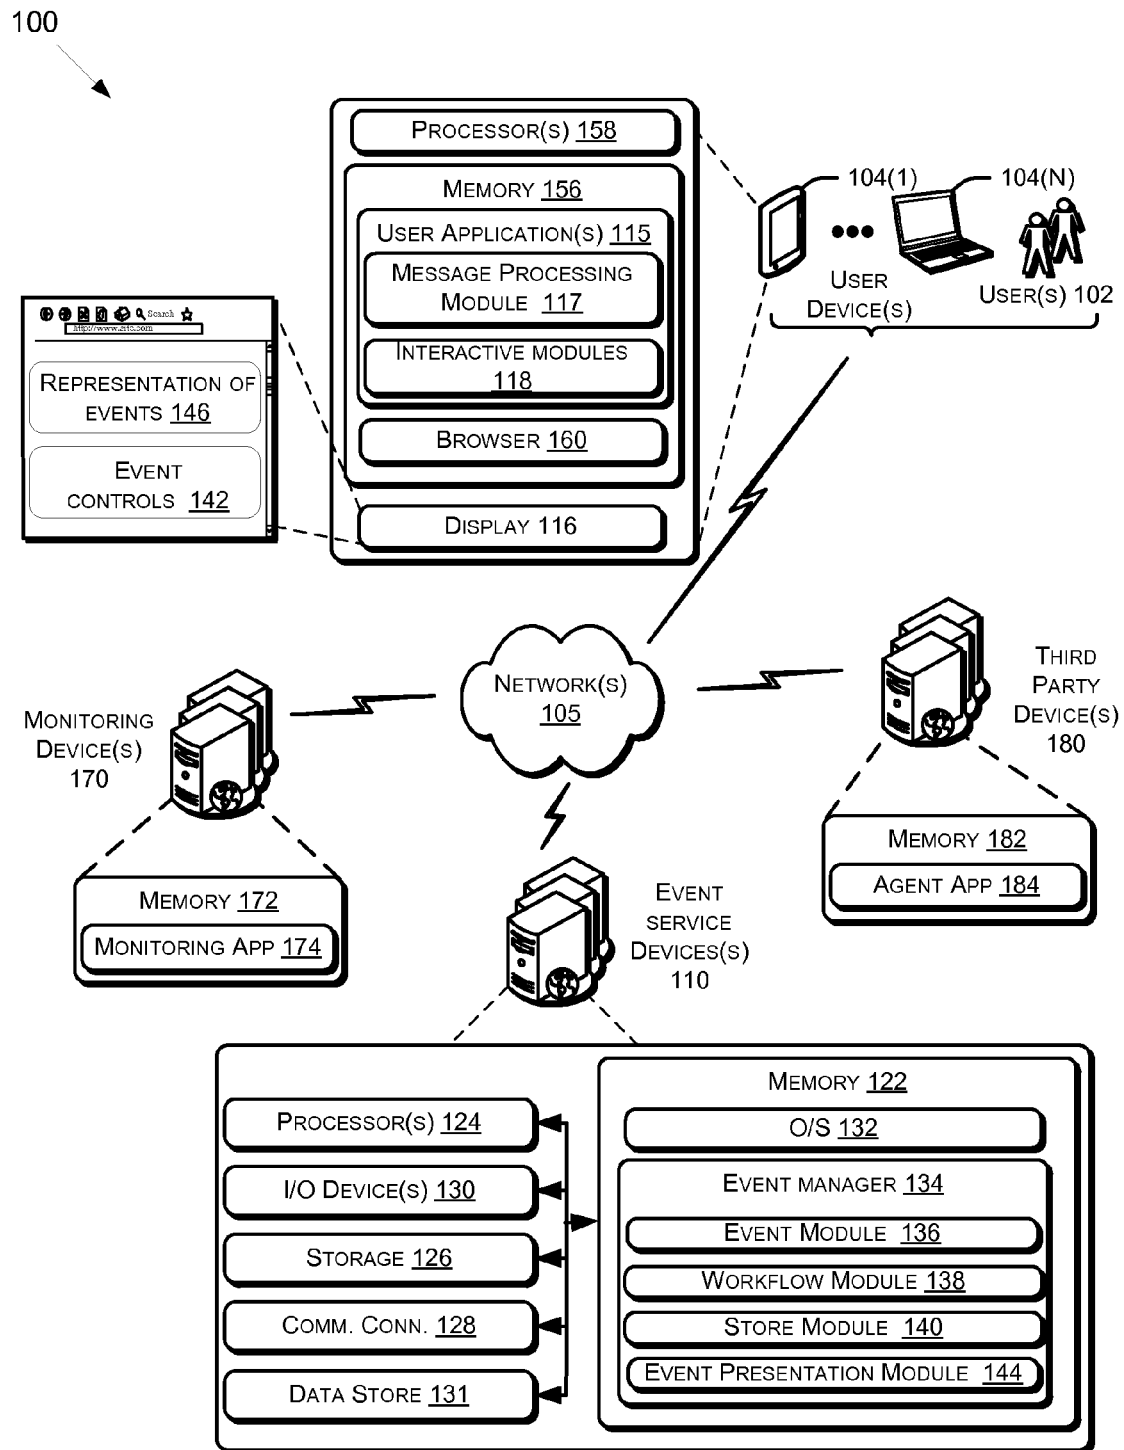 100
PROCESSOR(S) 158
MEMORY 156
USER APPLICATION(S) 115
MESSAGE PROCESSING
MODULE 117
INTERACTIVE MODULES
118
BROWSER 160
DISPLAY 116
104(1)
104(N)
USER
DEVICE(S)
USER(S) 102
Search
REPRESENTATION OF
EVENTS 146
EVENT
CONTROLS 142
NETWORK(S)
105
MONITORING
DEVICE(S)
170
MEMORY 172
MONITORING APP 174
THIRD
PARTY
DEVICE(S)
180
MEMORY 182
AGENT APP 184
EVENT
SERVICE
DEVICES(S)
110
PROCESSOR(S) 124
I/O DEVICE(S) 130
STORAGE 126
COMM. CONN. 128
DATA STORE 131
MEMORY 122
O/S 132
EVENT MANAGER 134
EVENT MODULE 136
WORKFLOW MODULE 138
STORE MODULE 140
EVENT PRESENTATION MODULE 144